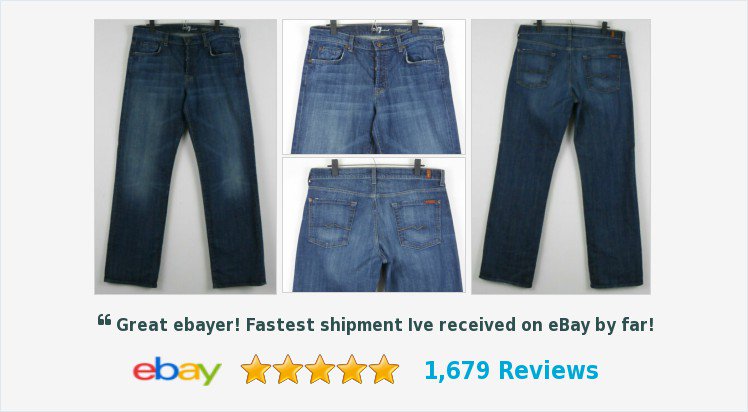 ❝ Great ebayer! Fastest shipment Ive received on eBay by far!
ebay 1,679 Reviews